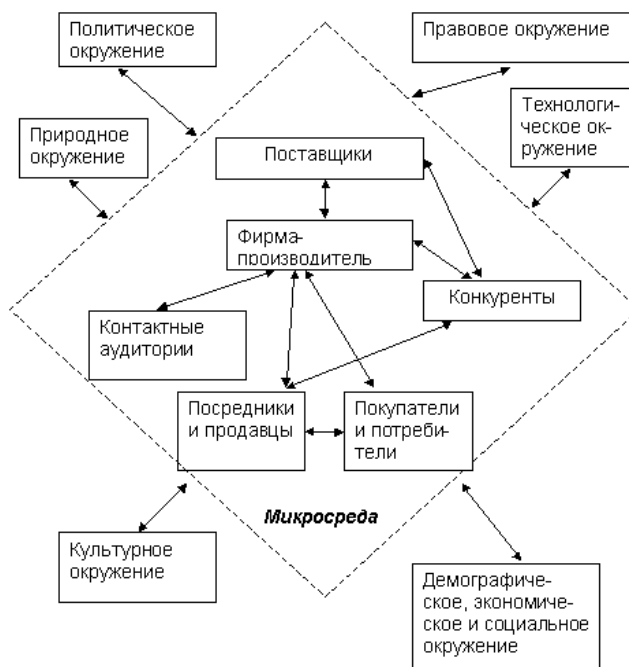 Политическое
окружение
Правовое окружение
Природное
окружение
Технологи-
ческое ок-
ружение
Поставщики
Фирма-
производитель
Конкуренты
Контактные
аудитории
Посредники
и продавцы
Покупатели
и потреби-
тели
Микросреда
Культурное
окружение
Демографиче-
ское, экономиче-
ское и социальное
окружение